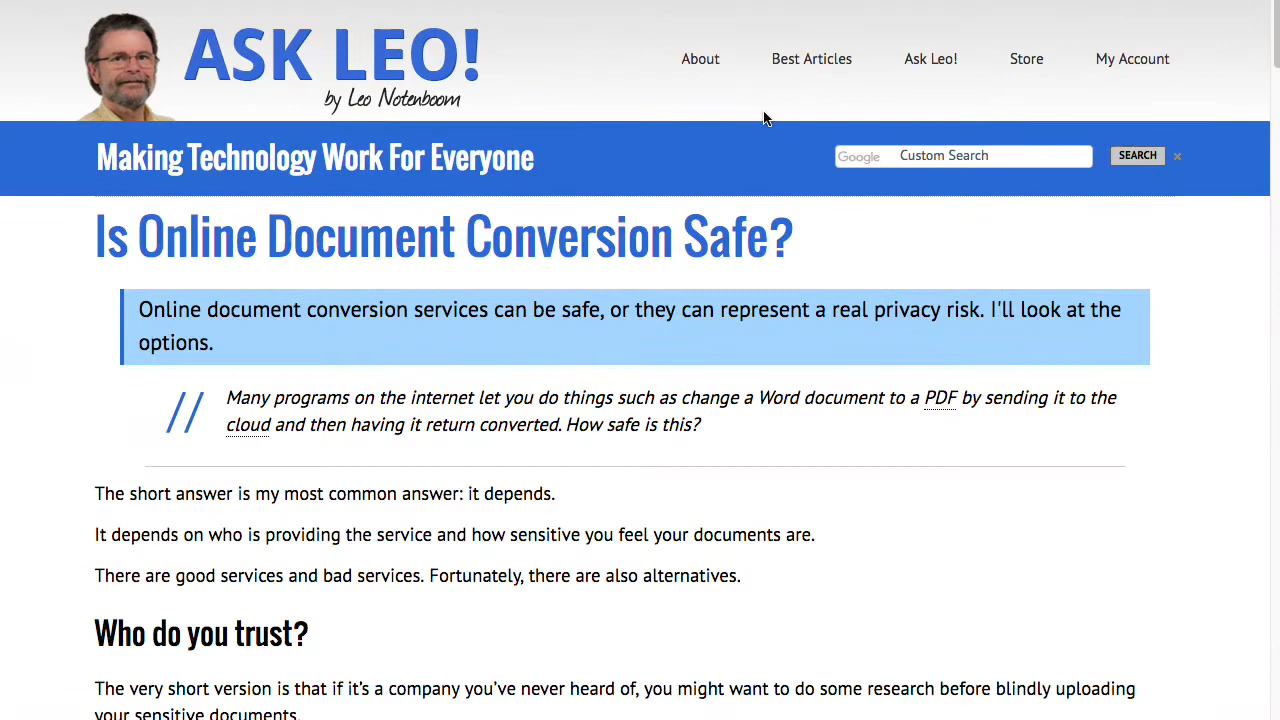 ASK LEO!
by Leo Notenboom
About Best Articles Ask Leo! Store My Account
Making Technology Work For Everyone
Google Custom Search SEARCH ×
Is Online Document Conversion Safe?
Online document conversion services can be safe, or they can represent a real privacy risk. I'll look at the
options.
// Many programs on the internet let you do things such as change a Word document to a PDF by sending it to the
cloud and then having it return converted. How safe is this?
The short answer is my most common answer: it depends.
It depends on who is providing the service and how sensitive you feel your documents are.
There are good services and bad services. Fortunately, there are also alternatives.
Who do you trust?
The very short version is that if it’s a company you’ve never heard of, you might want to do some research before blindly uploading
your sensitive documents.